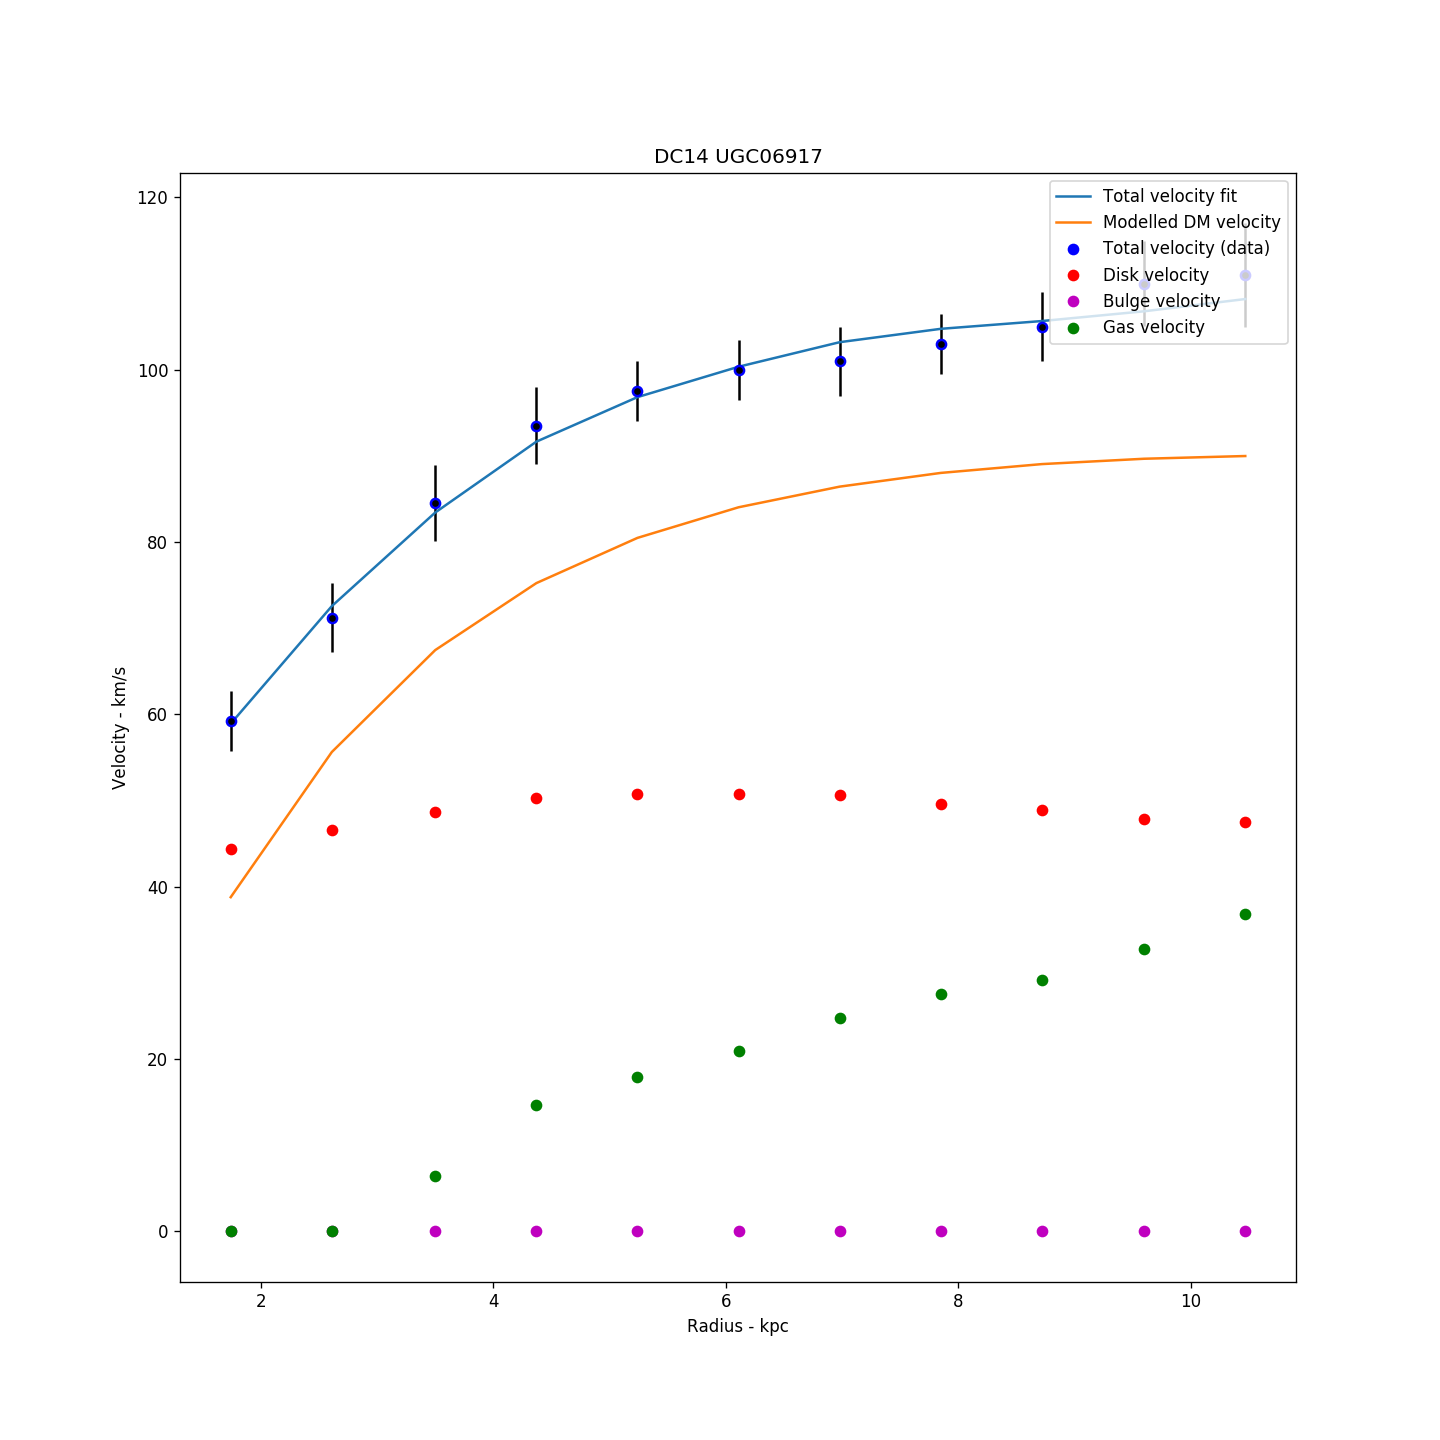 DC14 UGC06917
Total velocity fit
Modelled DM velocity
Total velocity (data)
Disk velocity
Bulge velocity
Gas velocity
120
100
80
60
40
20
0
Velocity - km/s
2 4 6 8 10
Radius - kpc